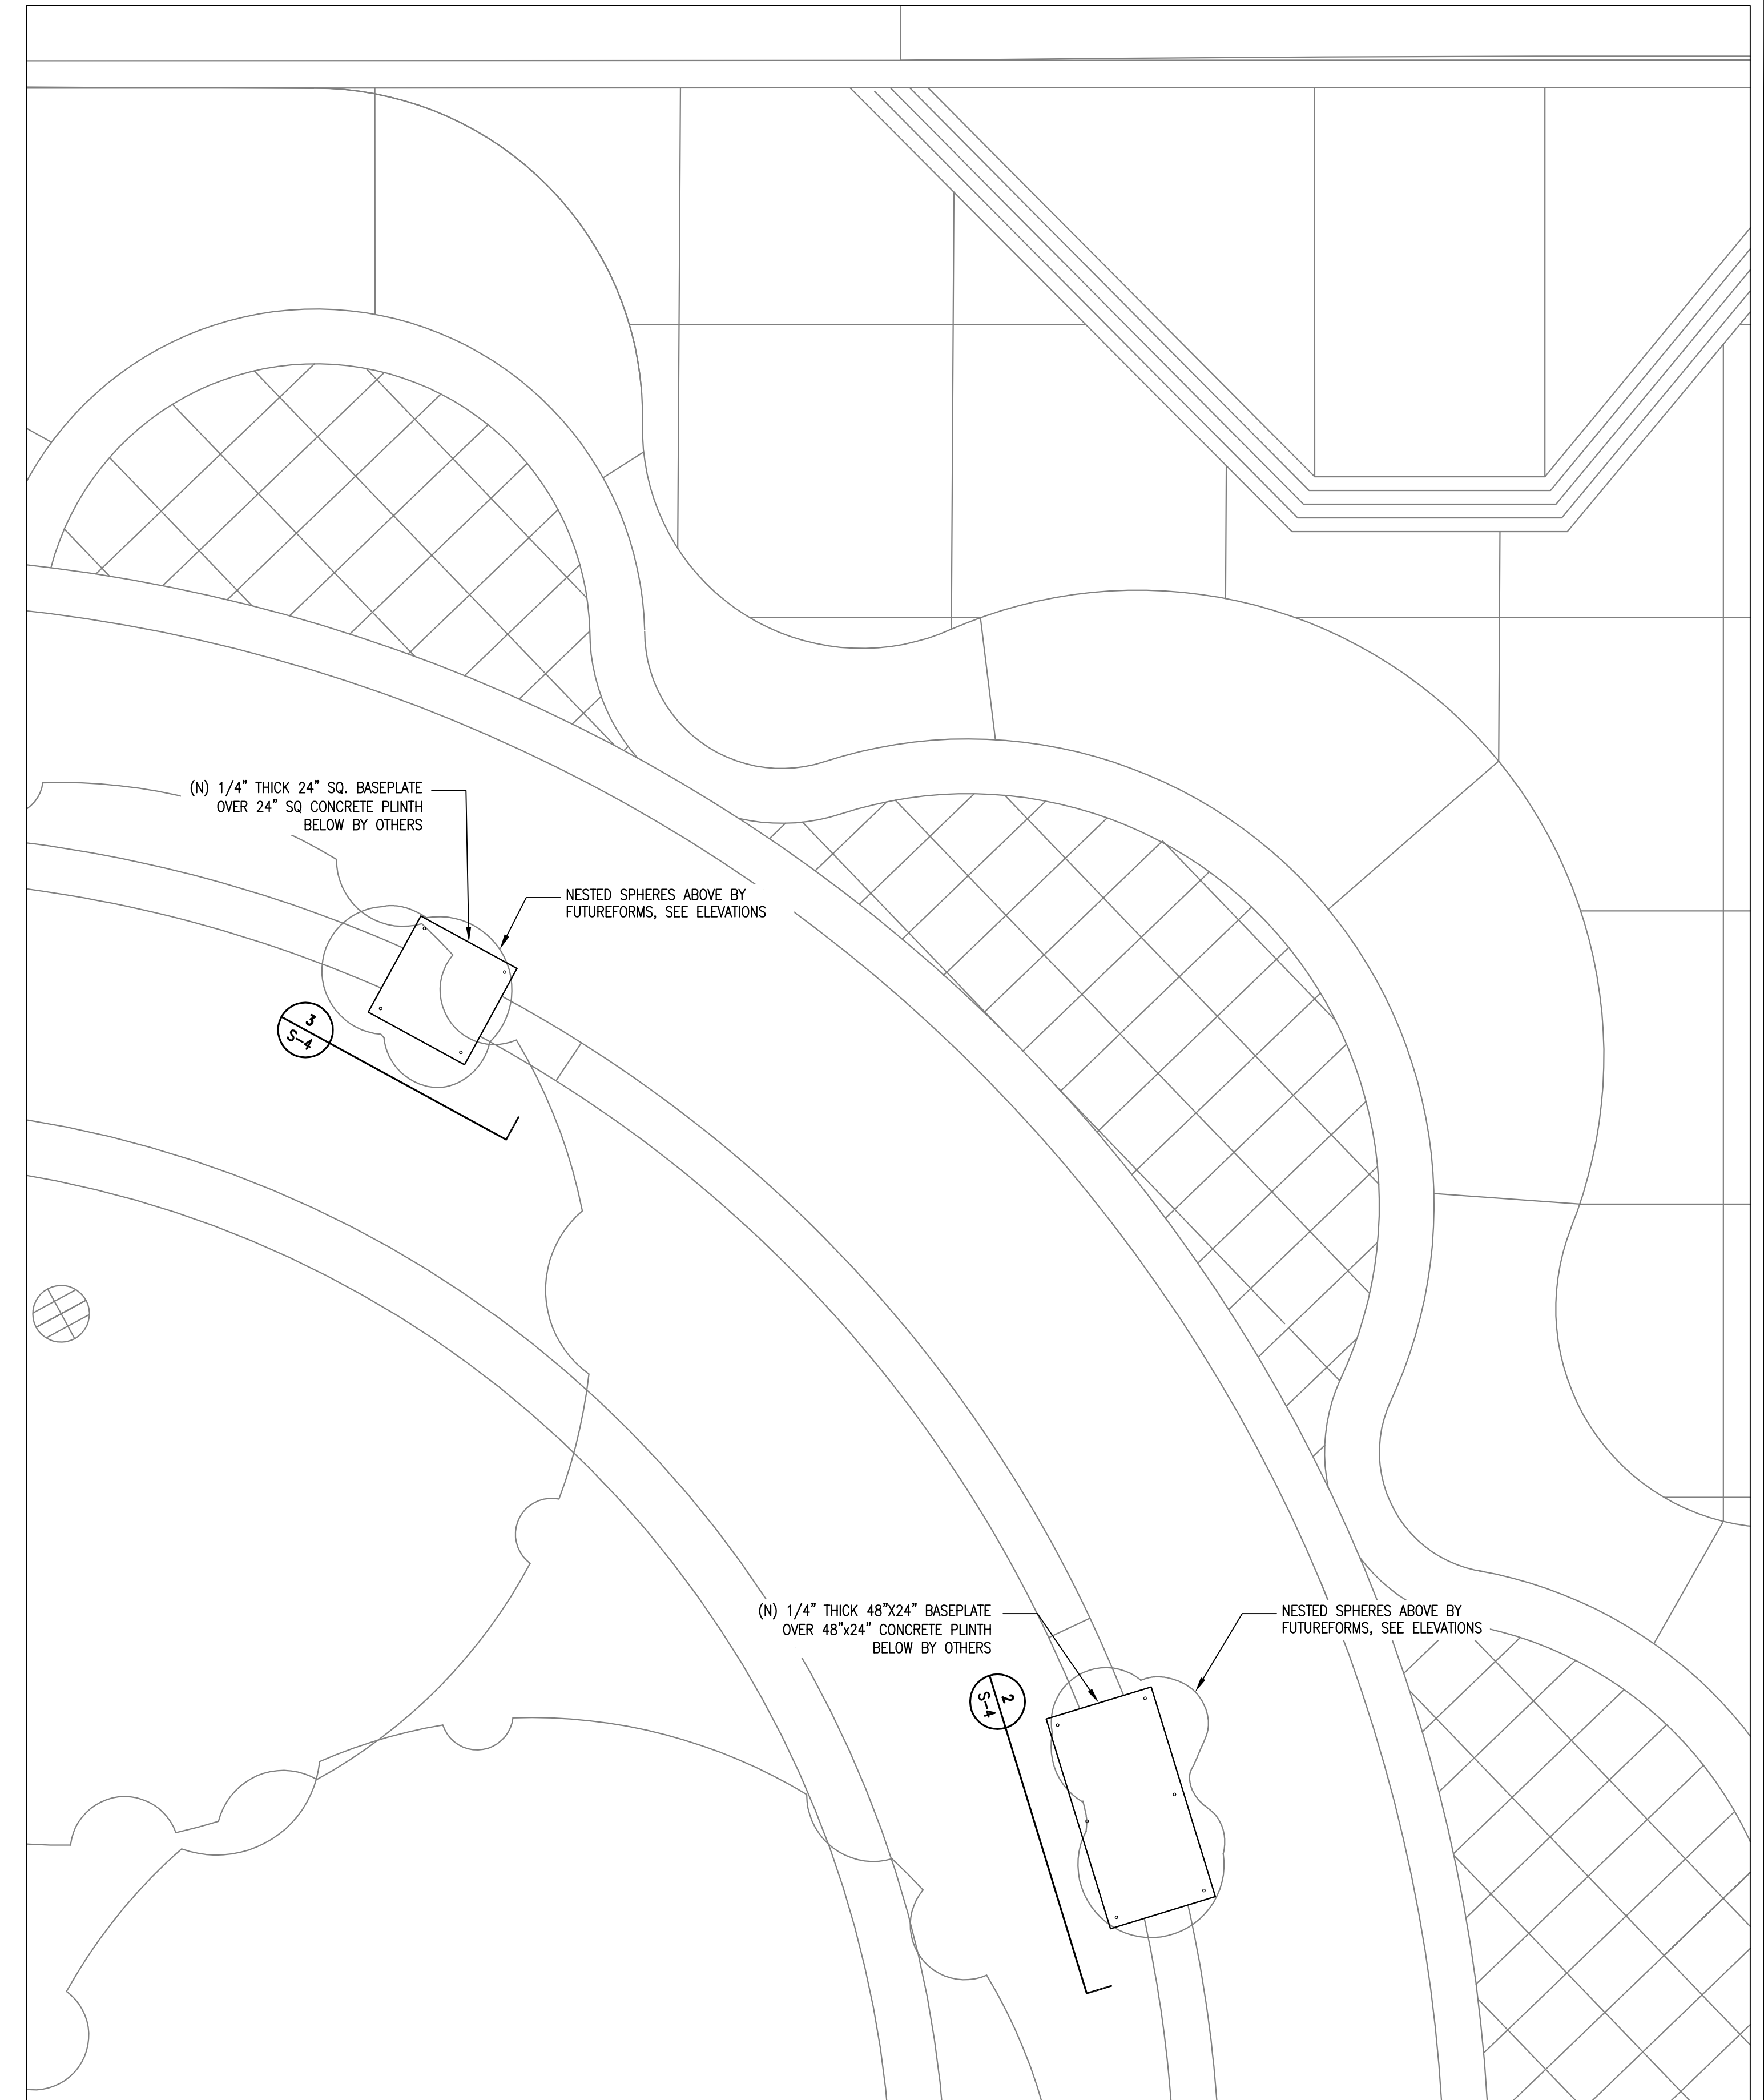 (N) 1/4" THICK 24" SQ. BASEPLATE
OVER 24" SQ CONCRETE PLINTH
BELOW BY OTHERS
NESTED SPHERES ABOVE BY
FUTUREFORMS, SEE ELEVATIONS
3
S-4
(N) 1/4" THICK 48"X24" BASEPLATE
OVER 48"x24" CONCRETE PLINTH
BELOW BY OTHERS
NESTED SPHERES ABOVE BY
FUTUREFORMS, SEE ELEVATIONS
2
S-4